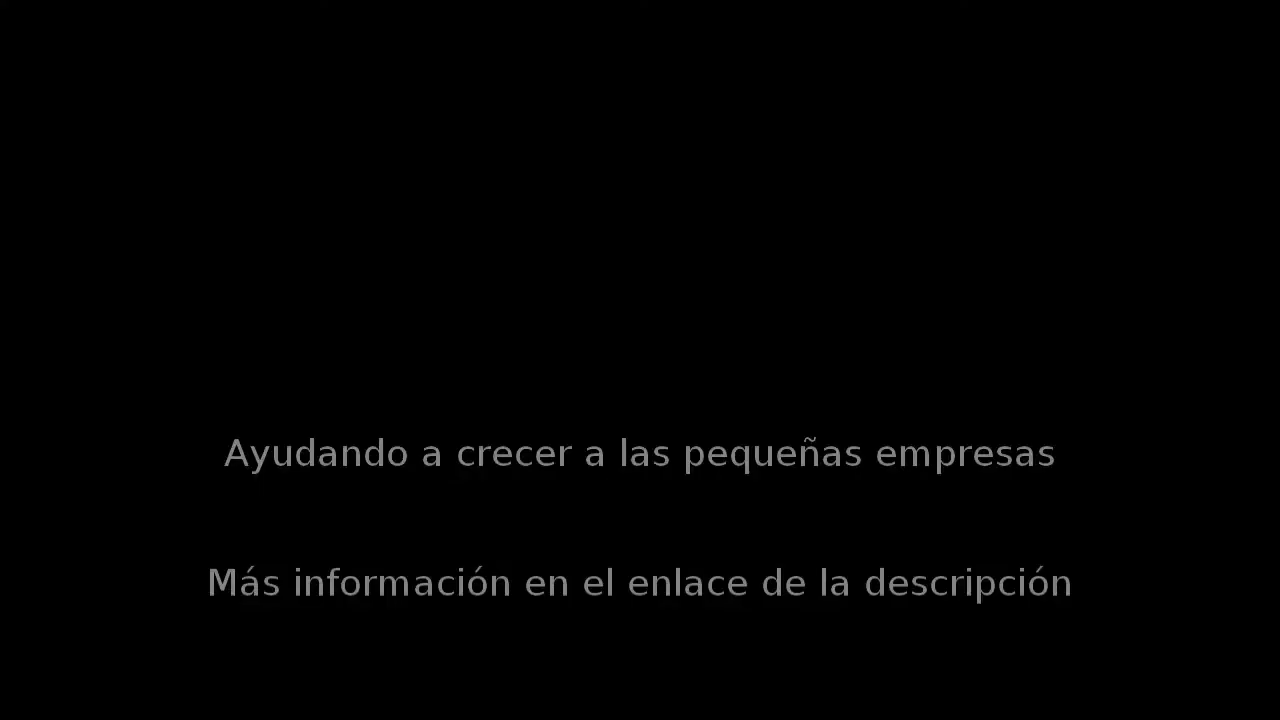 Ayudando a crecer a las pequeñas empresas
Más información en el enlace de la descripción